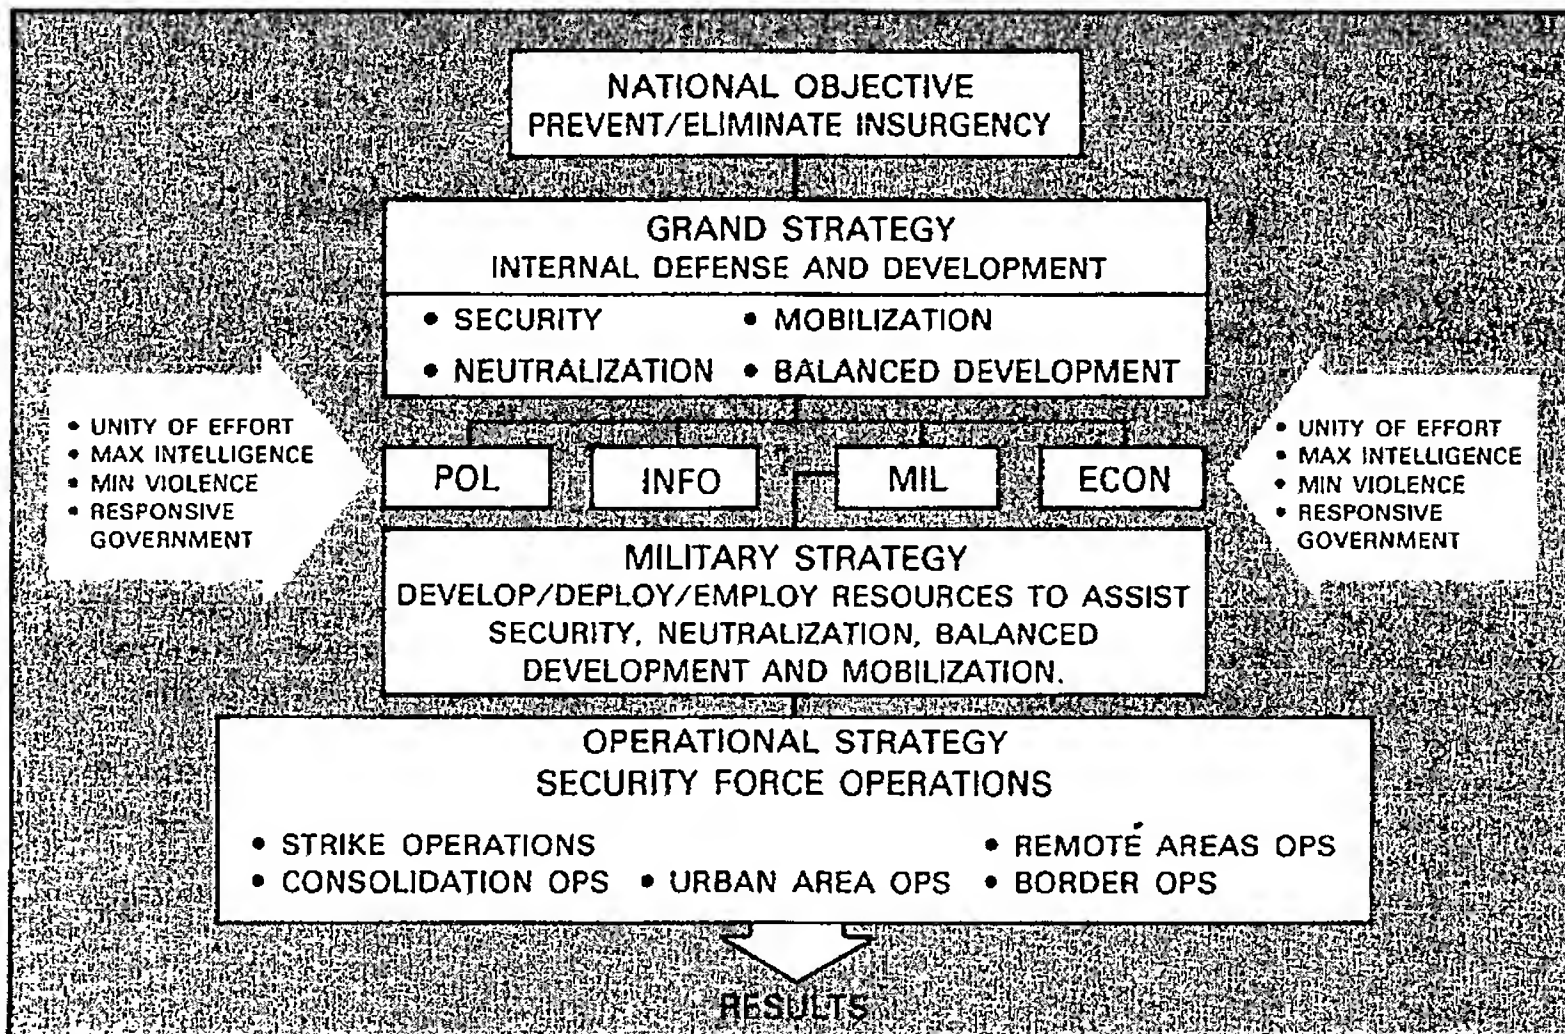 NATIONAL OBJECTIVE
PREVENT/ELIMINATE INSURGENCY
GRAND STRATEGY
INTERNAL DEFENSE AND DEVELOPMENT
• SECURITY • MOBILIZATION
• NEUTRALIZATION • BALANCED DEVELOPMENT
• UNITY OF EFFORT
• MAX INTELLIGENCE
• MIN VIOLENCE
• RESPONSIVE
GOVERNMENT
POL INFO MIL ECON
• UNITY OF EFFORT
• MAX INTELLIGENCE
• MIN VIOLENCE
• RESPONSIVE
GOVERNMENT
MILITARY STRATEGY
DEVELOP/DEPLOY/EMPLOY RESOURCES TO ASSIST
SECURITY, NEUTRALIZATION, BALANCED
DEVELOPMENT AND MOBILIZATION.
OPERATIONAL STRATEGY
SECURITY FORCE OPERATIONS
• STRIKE OPERATIONS • REMOTE AREAS OPS
• CONSOLIDATION OPS • URBAN AREA OPS • BORDER OPS
RESULTS